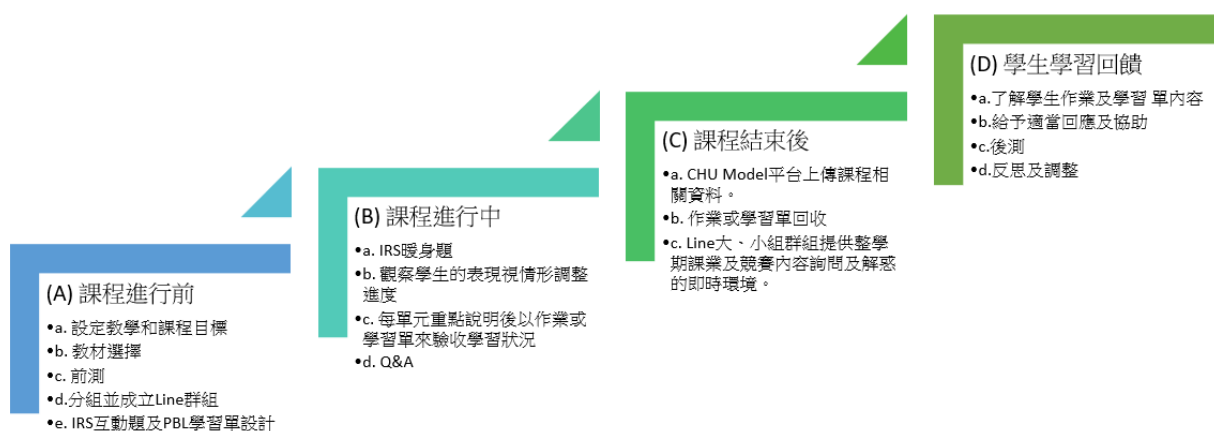 (A) 課程進行前
•a. 設定教學和課程目標
•b. 教材選擇
•c. 前測
•d.分組並成立Line群組
•e. IRS互動題及PBL學習單設計
(B) 課程進行中
•a. IRS暖身題
•b. 觀察學生的表現視情形調整
進度
•c. 每單元重點說明後以作業或
學習單來驗收學習狀況
•d. Q&A
(C) 課程結束後
•a. CHU Model平台上傳課程相
關資料。
•b. 作業或學習單回收
•c. Line大、小組群組提供整學
期課業及競賽內容詢問及解惑
的即時環境。
(D) 學生學習回饋
•a.了解學生作業及學習 單內容
•b.給予適當回應及協助
•c.後測
•d.反思及調整